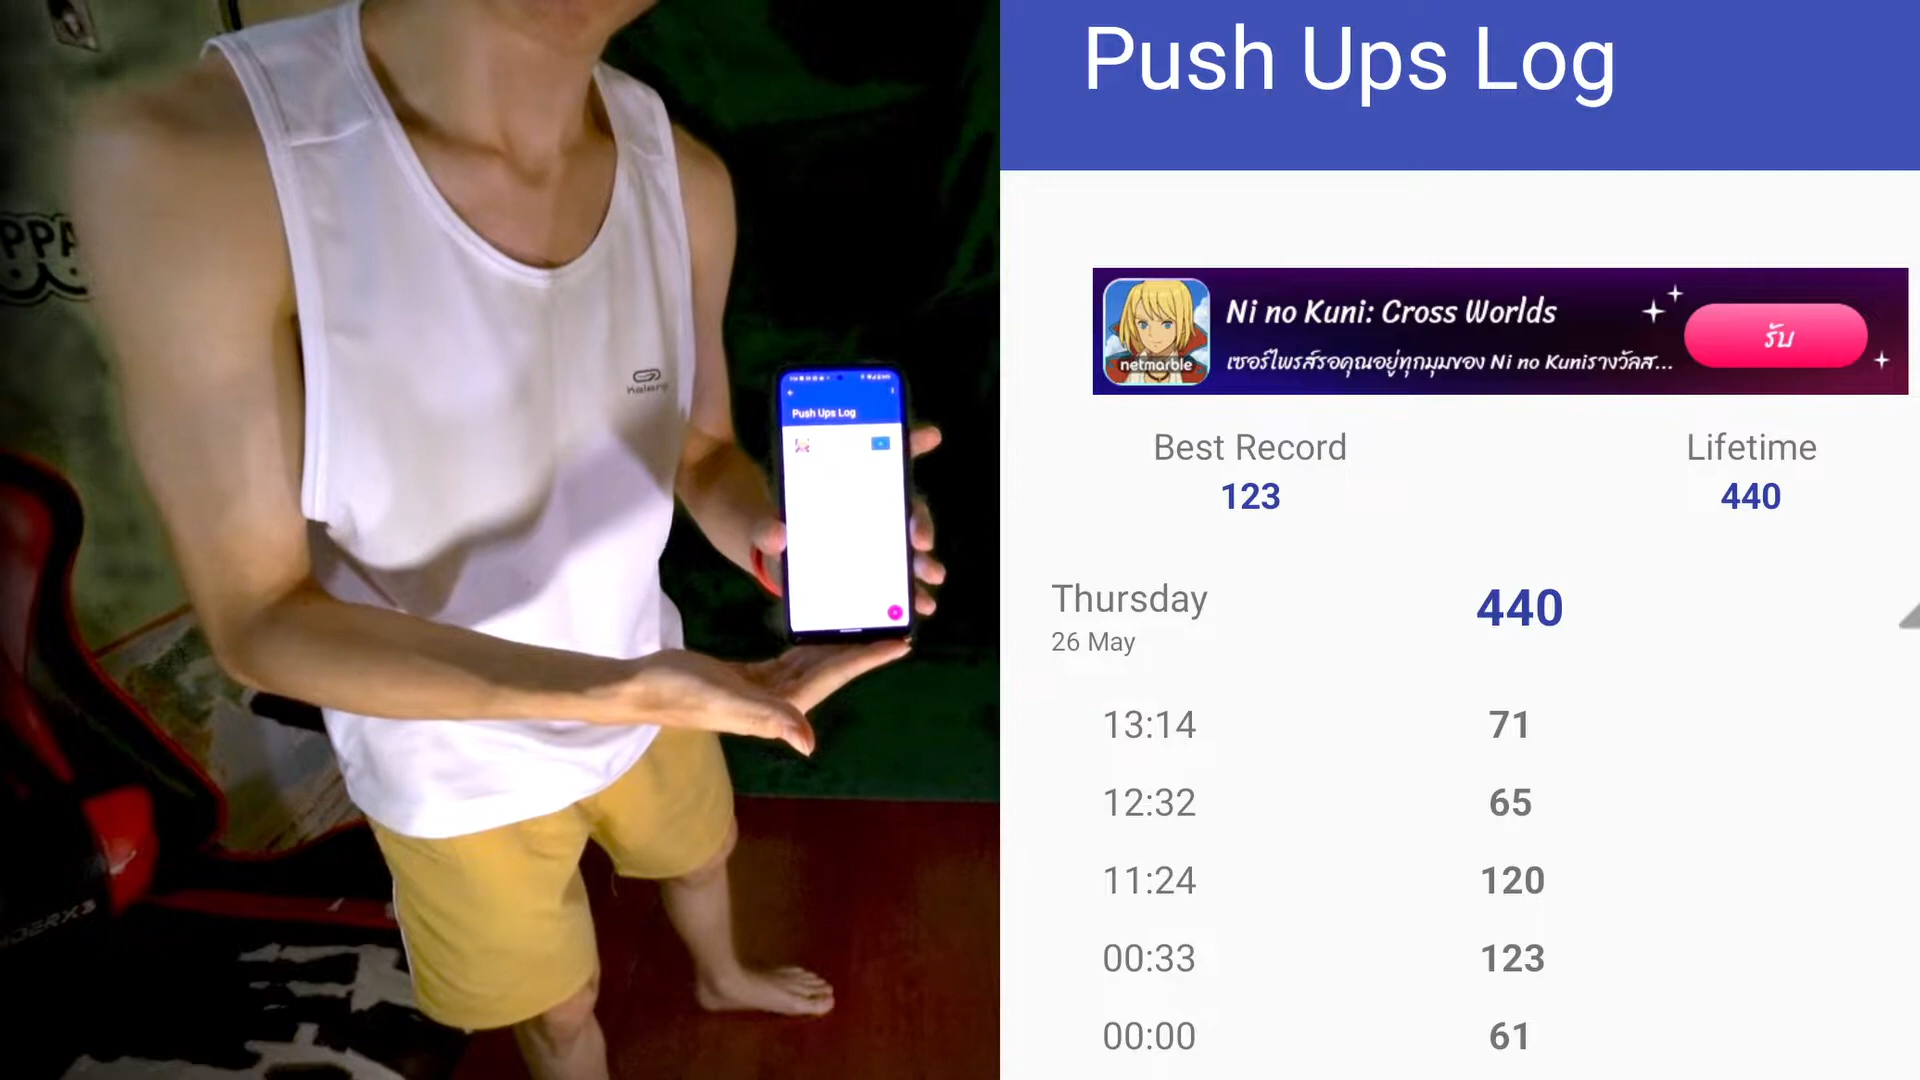 PPA
Kalenji
Push Ups Log
Push Ups Log
netmarble
Ni no Kuni: Cross Worlds
เซอร์ไพรส์รอคุณอยู่ทุกมุมของ Ni no Kuniรางวัลส...
รับ
Best Record
Lifetime
123
440
Thursday
440
26 May
13:14
71
12:32
65
11:24
120
00:33
123
00:00
61